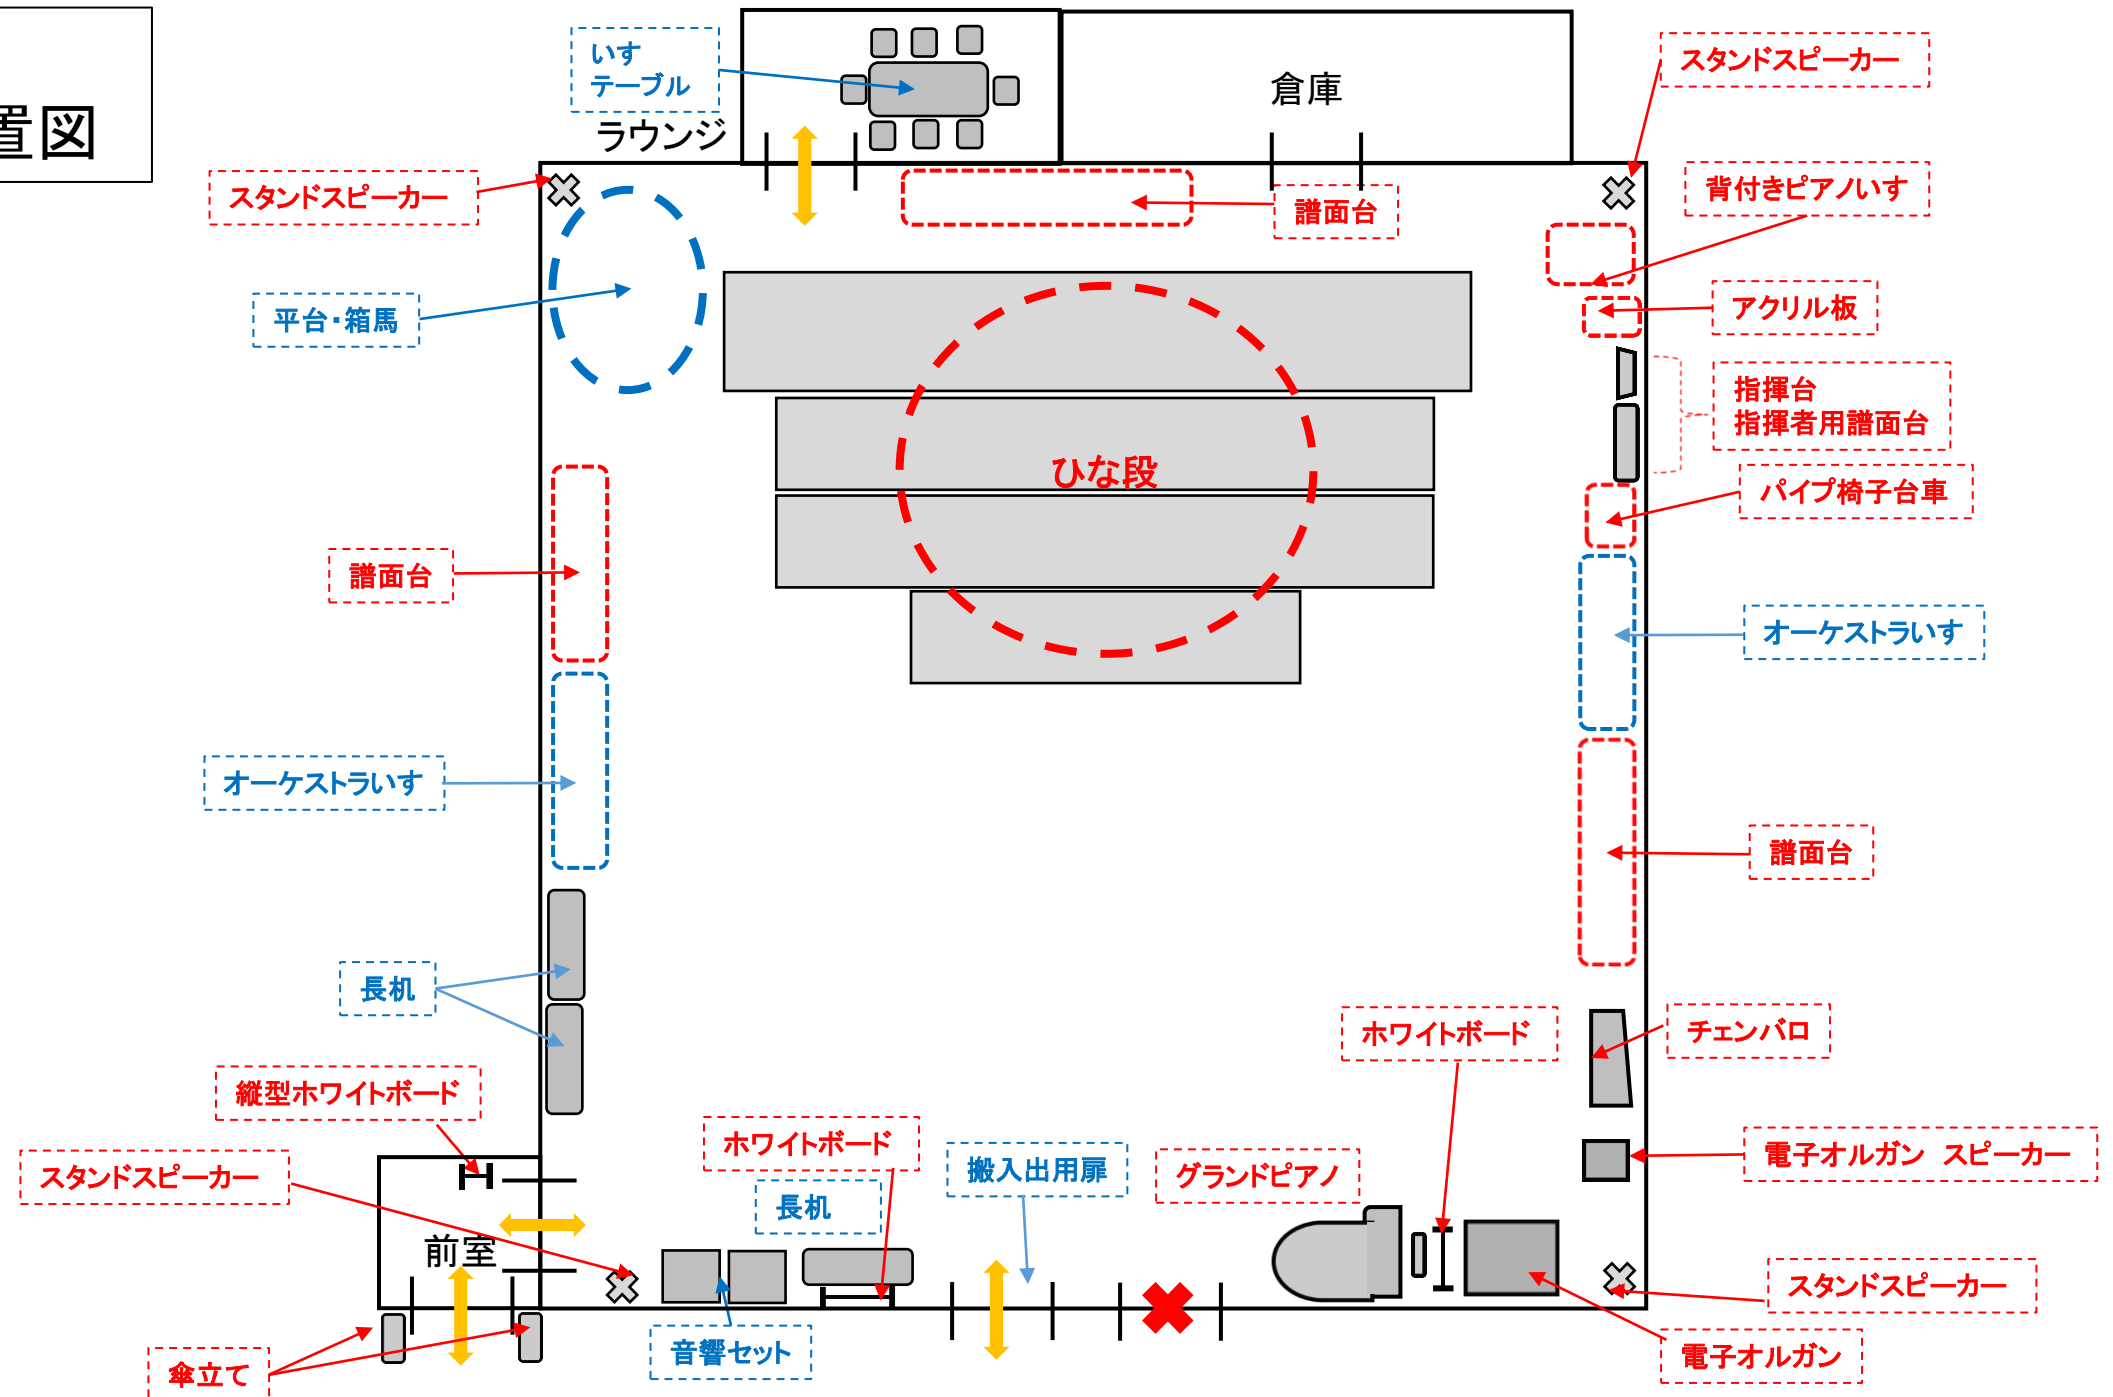 置図
いす
テーブル
ラウンジ
倉庫
スタンドスピーカー
スタンドスピーカー
譜面台
背付きピアノいす
平台・箱馬
アクリル板
指揮台
指揮者用譜面台
ひな段
パイプ椅子台車
譜面台
オーケストラいす
オーケストラいす
譜面台
長机
ホワイトボード
チェンバロ
縦型ホワイトボード
ホワイトボード
搬入出用扉
グランドピアノ
電子オルガン スピーカー
スタンドスピーカー
長机
前室
スタンドスピーカー
音響セット
電子オルガン
傘立て